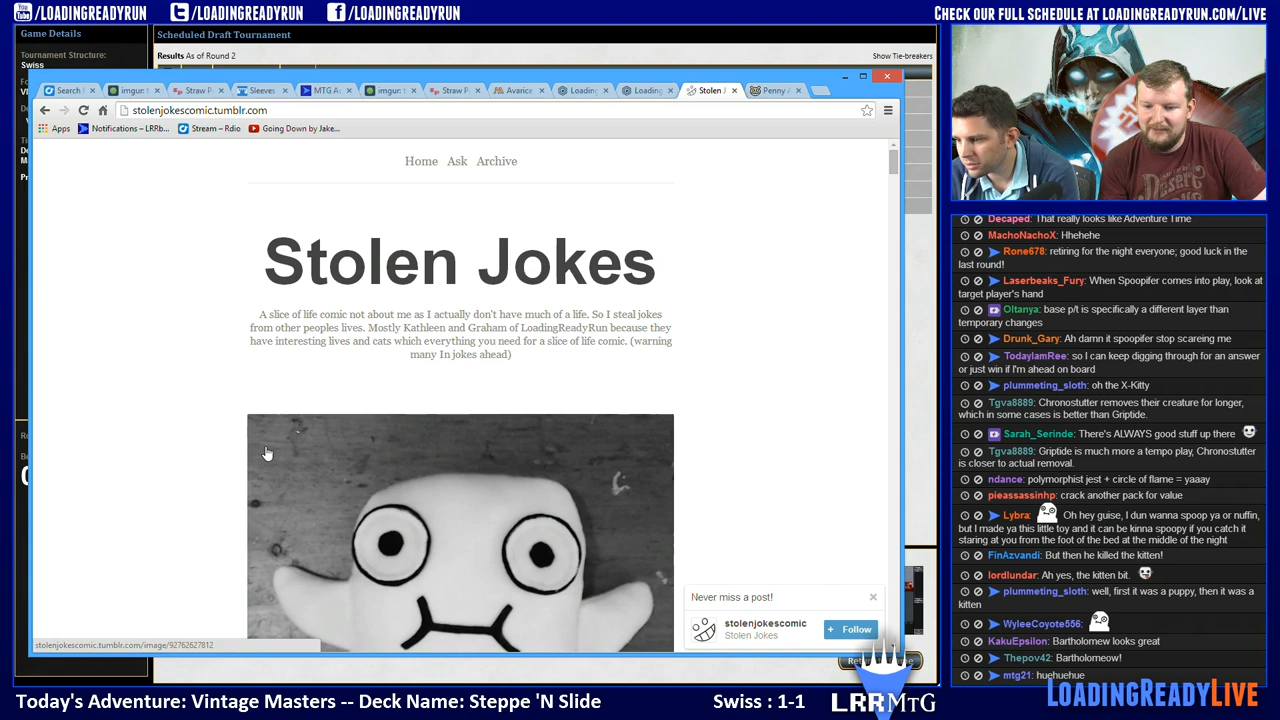 /LOADINGREADYRUN /LOADINGREADYRUN /LOADINGREADYRUN
CHECK OUR FULL SCHEDULE AT LOADINGREADYRUN.COM/LIVE
Game Details
Scheduled Draft Tournament
Tournament Structure:
Swiss
Results As of Round 2
Show Tie-breakers
Search t
imgur: t
Straw P
Sleeves
MTG Ac
imgur: t
Straw P
Avarice
Loading
Loading
Stolen J
Penny A
stolenjokescomic.tumblr.com
Apps
Notifications – LRRb...
Stream – Rdio
Going Down by Jake...
Home Ask Archive
Stolen Jokes
A slice of life comic not about me as I actually don't have much of a life. So I steal jokes
from other peoples lives. Mostly Kathleen and Graham of LoadingReadyRun because they
have interesting lives and cats which everything you need for a slice of life comic. (warning
many In jokes ahead)
Never miss a post!
stolenjokescomic
Stolen Jokes
+ Follow
stolenjokescomic.tumblr.com/image/92762627812
Decaped: That really looks like Adventure Time
MachoNachoX: Hhehehe
Rone678: retiring for the night everyone; good luck in the
last round!
Laserbeaks_Fury: When Spoopifer comes into play, look at
target player's hand
Oltanya: base p/t is specifically a different layer than
temporary changes
Drunk_Gary: Ah damn it spoopifer stop scareing me
TodayIamRee: so I can keep digging through for an answer
or just win if I'm ahead on board
plummeting_sloth: oh the X-Kitty
Tgva8889: Chronostutter removes their creature for longer,
which in some cases is better than Griptide.
Sarah_Serinde: There's ALWAYS good stuff up there
Tgva8889: Griptide is much more a tempo play, Chronostutter
is closer to actual removal.
ndance: polymorphist jest + circle of flame = yaaay
pieassassinhp: crack another pack for value
Lybra: Oh hey guise, I dun wanna spoop ya or nuffin,
but I made ya this little toy and it can be kinna spoopy if you catch it
staring at you from the foot of the bed at the middle of the night
FinAzvandi: But then he killed the kitten!
lordlundar: Ah yes, the kitten bit.
plummeting_sloth: well, first it was a puppy, then it was a
kitten
WyleeCoyote556:
KakuEpsilon: Bartholomew looks great
Thepov42: Bartholomeow!
mtg21: huehuehue
Today's Adventure: Vintage Masters -- Deck Name: Steppe 'N Slide
Swiss : 1-1
LRRMTG
LOADINGREADYLIVE